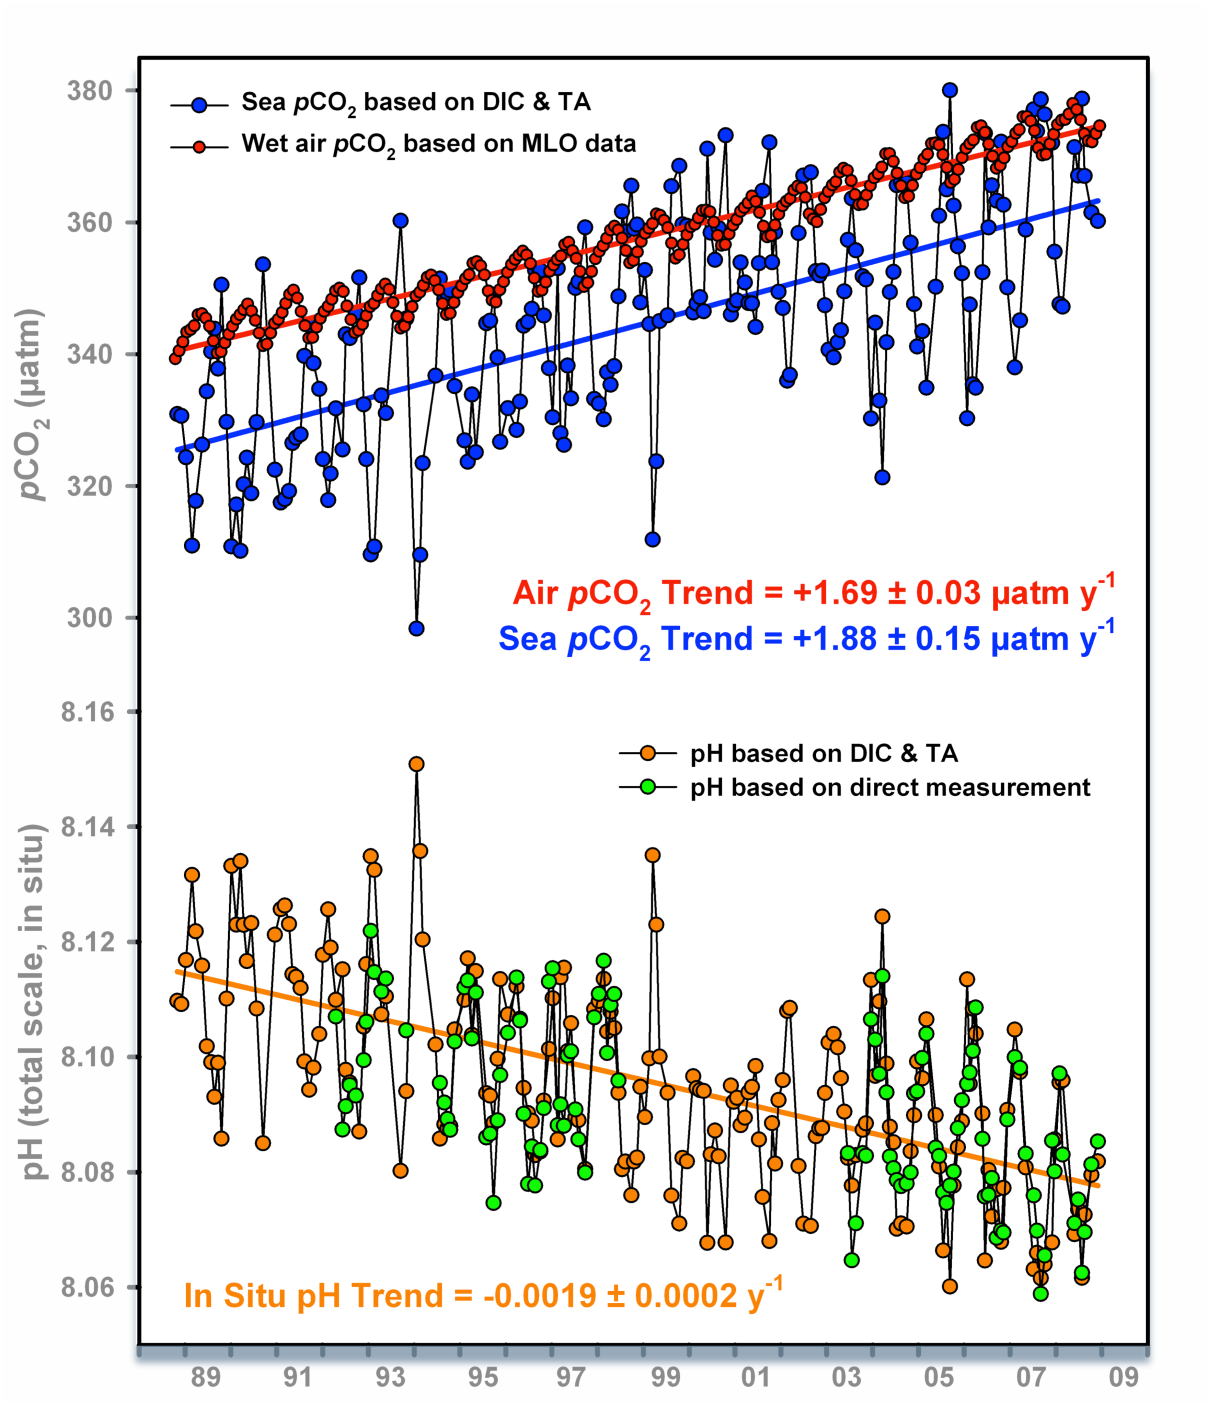 380
360
340
320
300
pCO2 (µatm)
Sea pCO2 based on DIC & TA
Wet air pCO2 based on MLO data
Air pCO2 Trend = +1.69 ± 0.03 µatm y-1
Sea pCO2 Trend = +1.88 ± 0.15 µatm y-1
8.16
8.14
8.12
8.10
8.08
8.06
pH (total scale, in situ)
pH based on DIC & TA
pH based on direct measurement
In Situ pH Trend = -0.0019 ± 0.0002 y-1
89 91 93 95 97 99 01 03 05 07 09